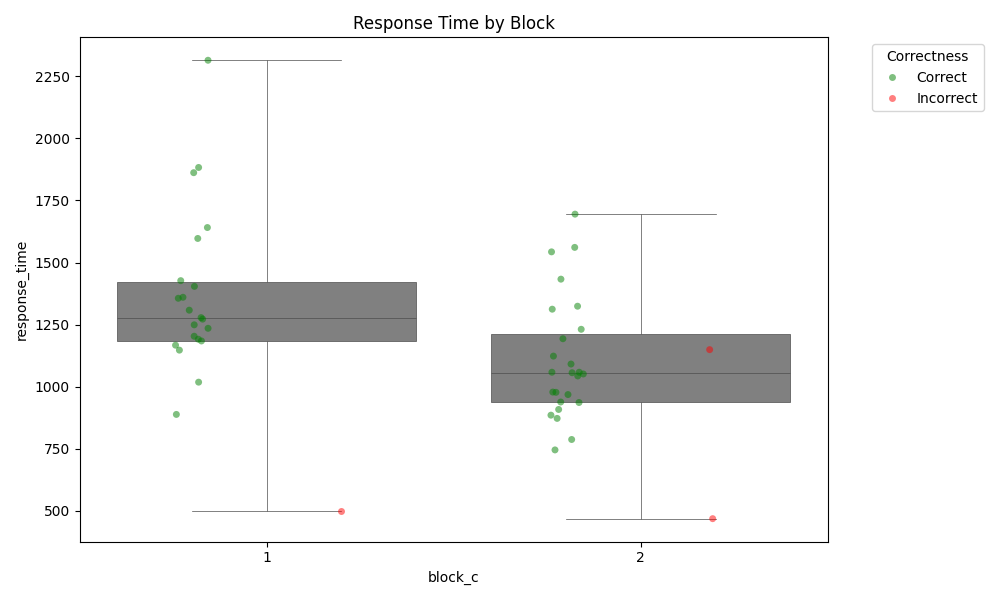 Response Time by Block
Correctness
Correct
Incorrect
response_time
2250
2000
1750
1500
1250
1000
750
500
1
2
block_c